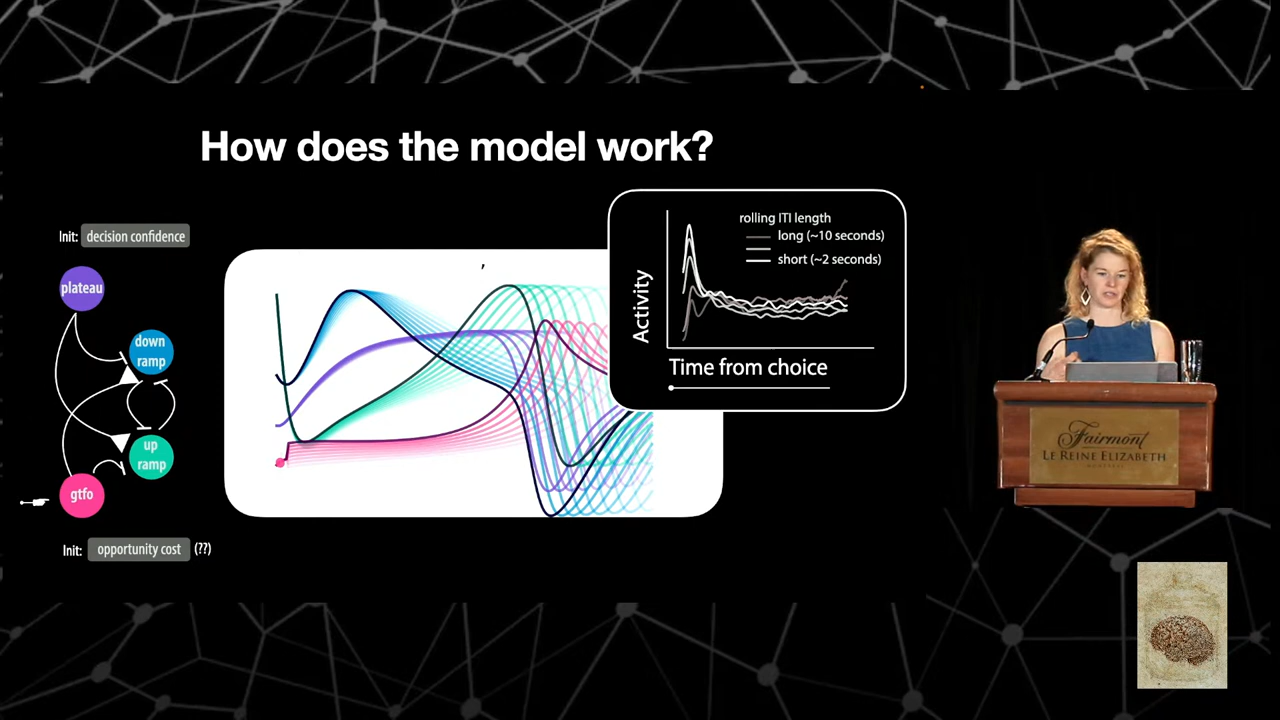 How does the model work?
Init: decision confidence
plateau
down
ramp
up
ramp
gtfo
Init: opportunity cost (??)
rolling ITI length
long (~10 seconds)
short (~2 seconds)
Activity
Time from choice
Fairmont
LE REINE ELIZABETH